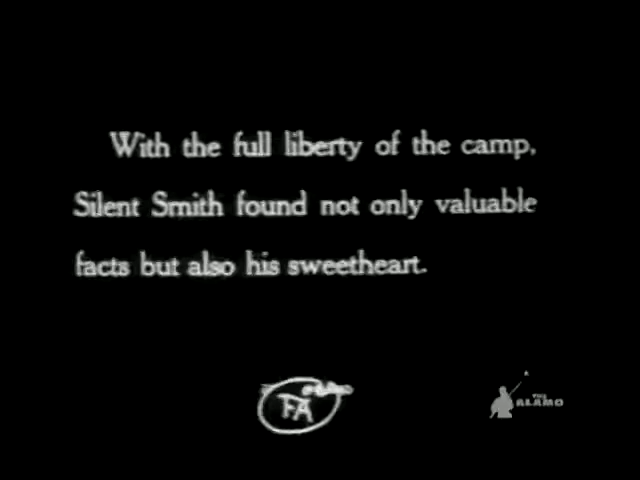 With the full liberty of the camp,
Silent Smith found not only valuable
facts but also his sweetheart.
FA
THE
ALAMO